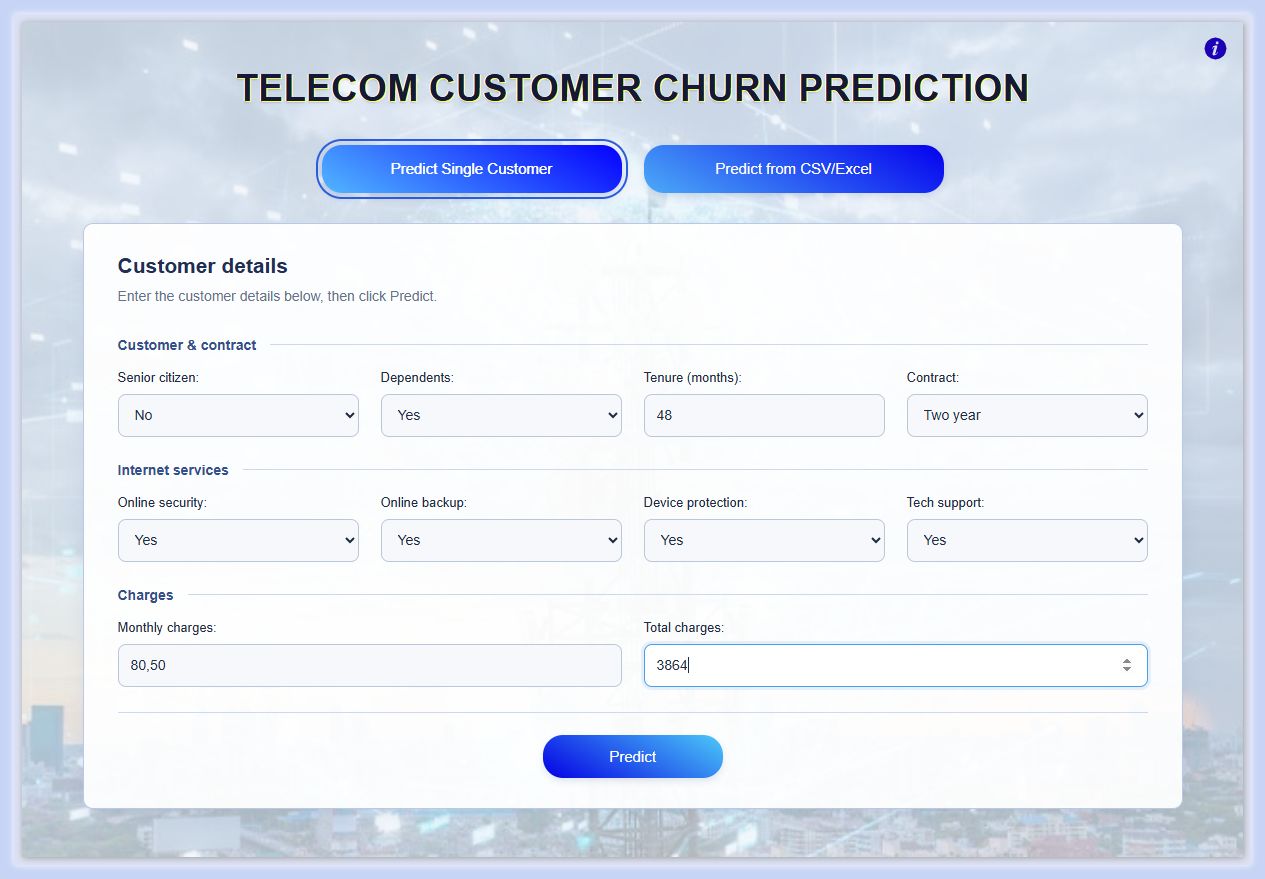 i
TELECOM CUSTOMER CHURN PREDICTION
Predict Single Customer Predict from CSV/Excel
Customer details
Enter the customer details below, then click Predict.
Customer & contract
Senior citizen: Dependents: Tenure (months): Contract:
No Yes 48 Two year
Internet services
Online security: Online backup: Device protection: Tech support:
Yes Yes Yes Yes
Charges
Monthly charges: Total charges:
80,50 3864
Predict